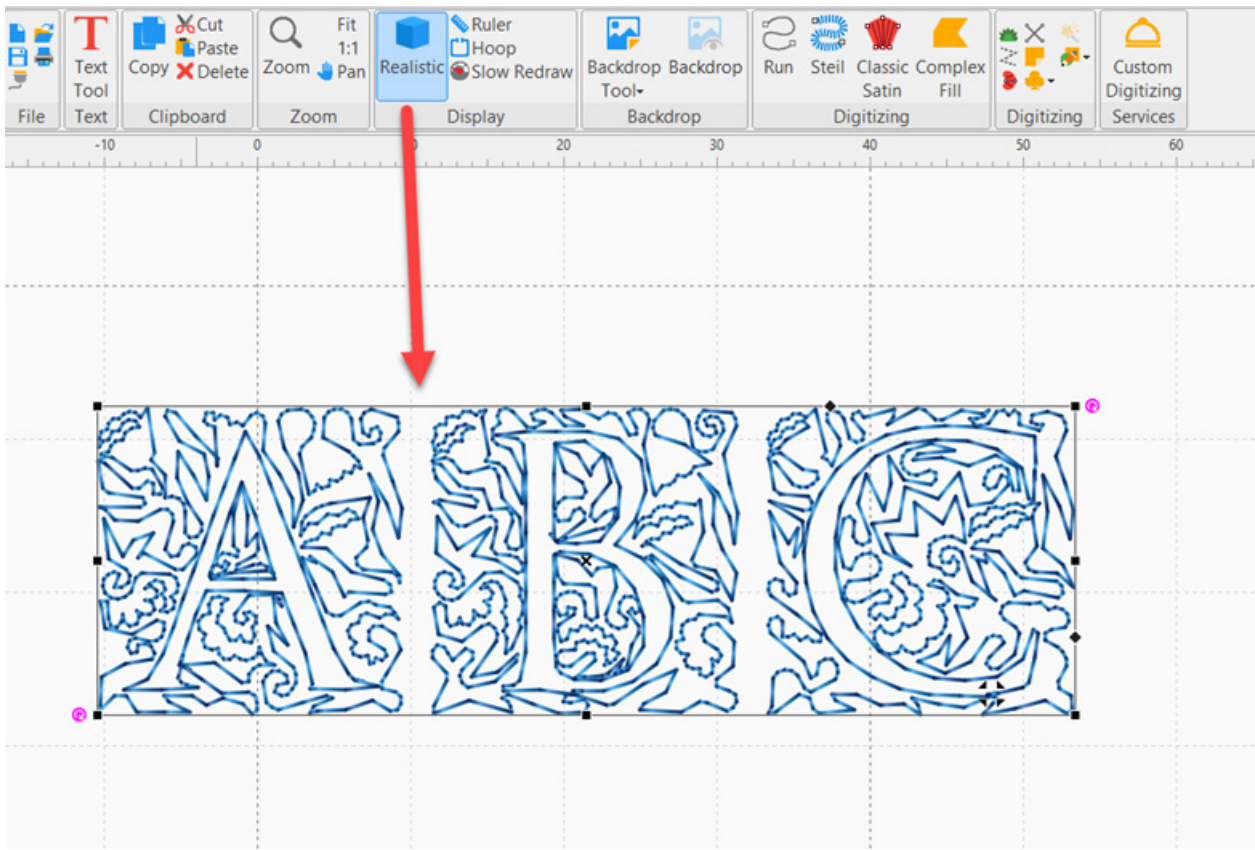 Cut
Paste
Delete
Text Tool
Copy
Zoom
Fit
1:1
Pan
Realistic
Ruler
Hoop
Slow Redraw
Backdrop Tool
Backdrop
Run
Steil
Classic Satin
Complex Fill
Custom Digitizing
File
Text
Clipboard
Zoom
Display
Backdrop
Digitizing
Digitizing
Services
-10 0 0 20 30 40 50 60
A B C